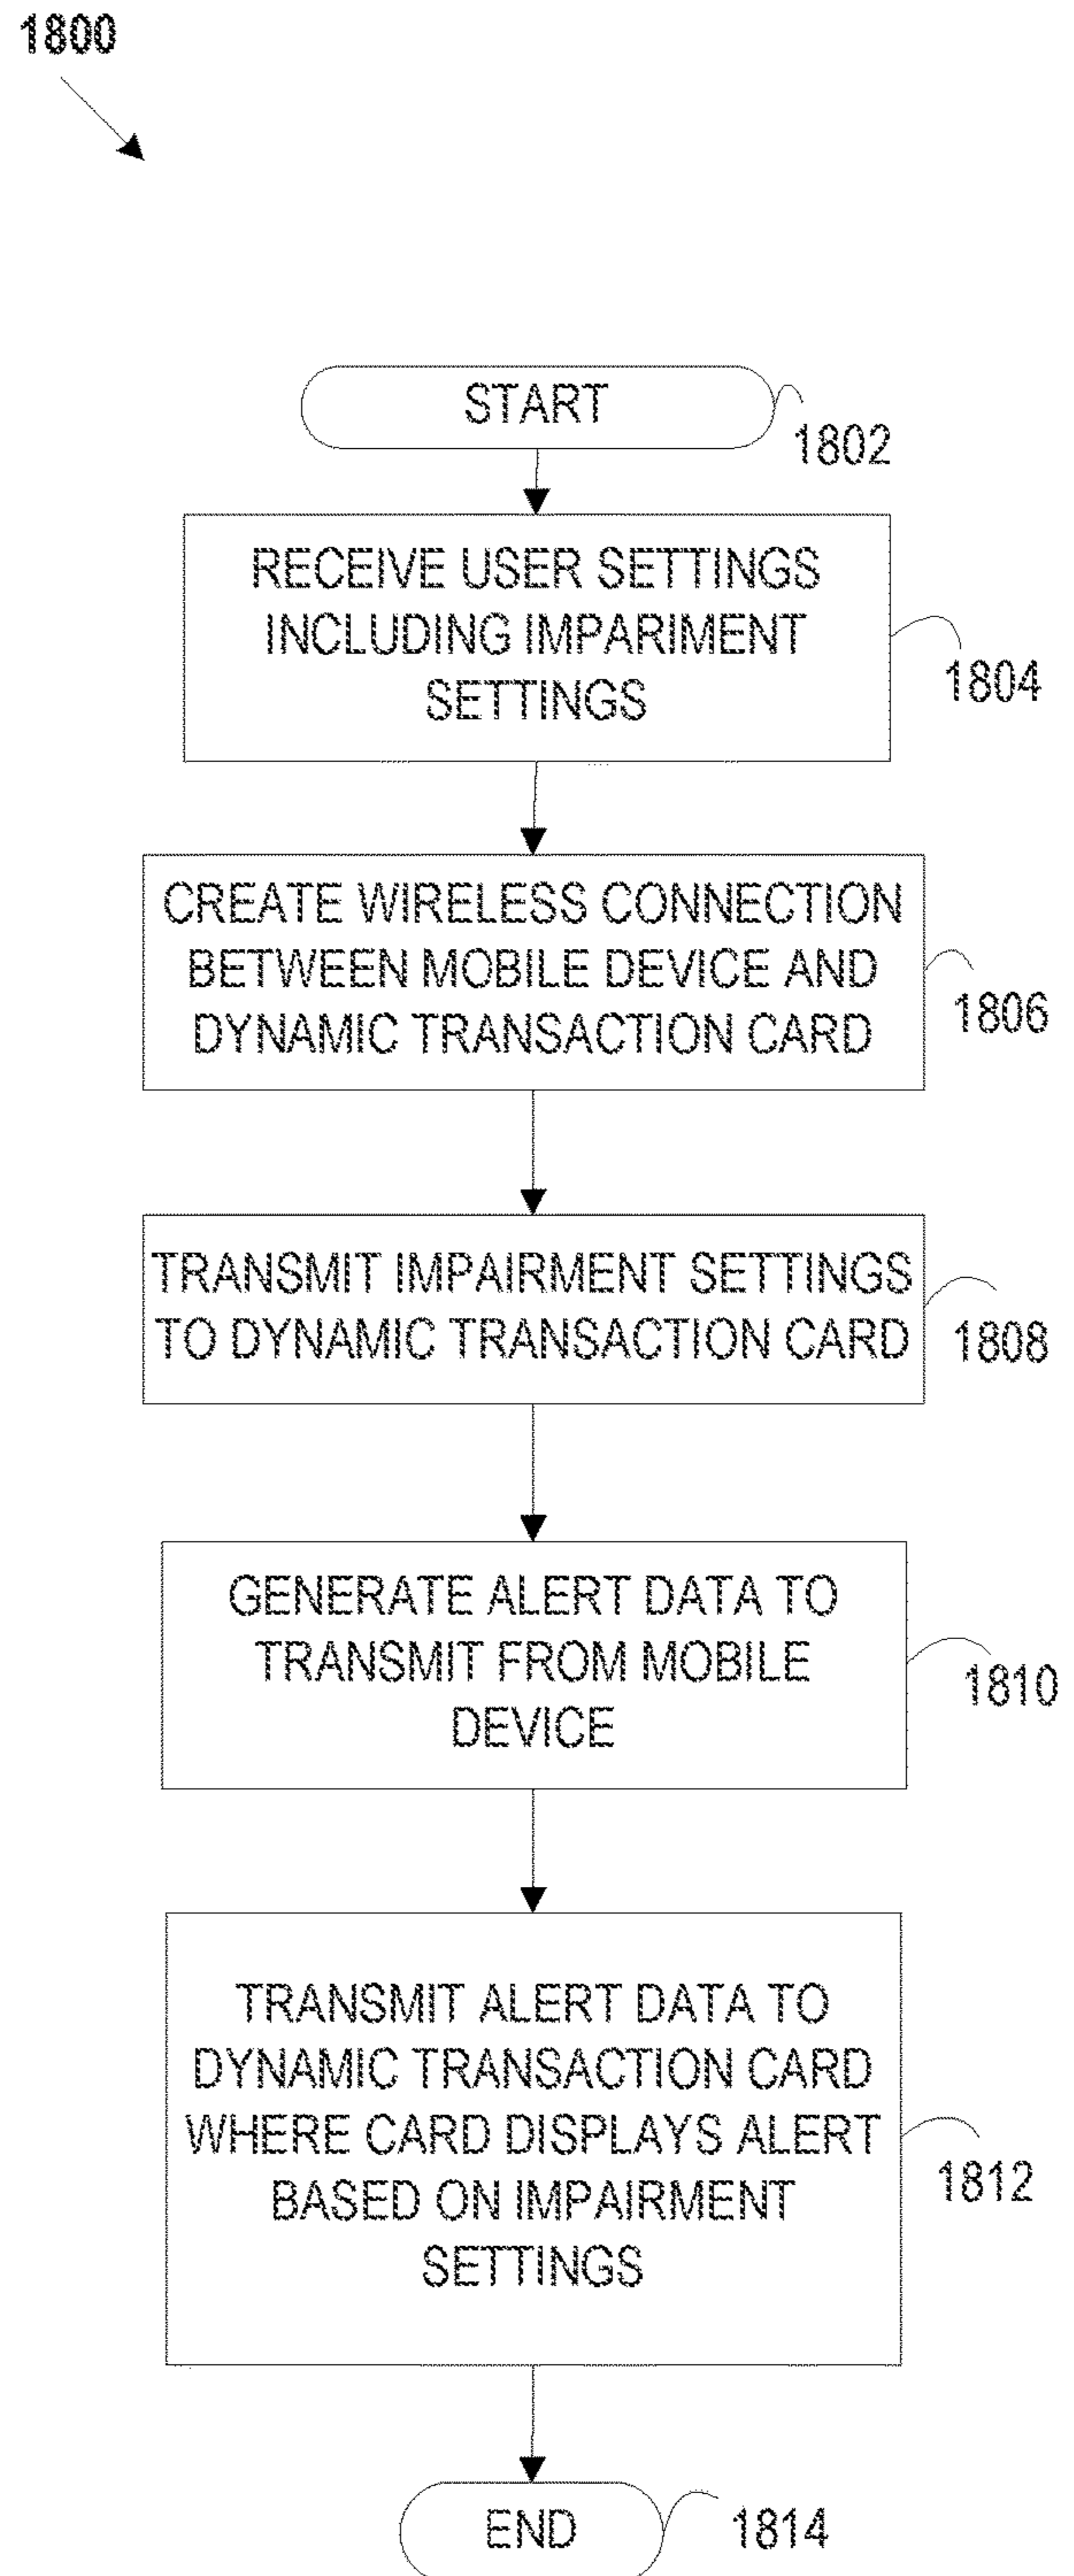 1800
START
1802
RECEIVE USER SETTINGS
INCLUDING IMPARIMENT
SETTINGS
1804
CREATE WIRELESS CONNECTION
BETWEEN MOBILE DEVICE AND
DYNAMIC TRANSACTION CARD
1806
TRANSMIT IMPAIRMENT SETTINGS
TO DYNAMIC TRANSACTION CARD
1808
GENERATE ALERT DATA TO
TRANSMIT FROM MOBILE
DEVICE
1810
TRANSMIT ALERT DATA TO
DYNAMIC TRANSACTION CARD
WHERE CARD DISPLAYS ALERT
BASED ON IMPAIRMENT
SETTINGS
1812
END
1814